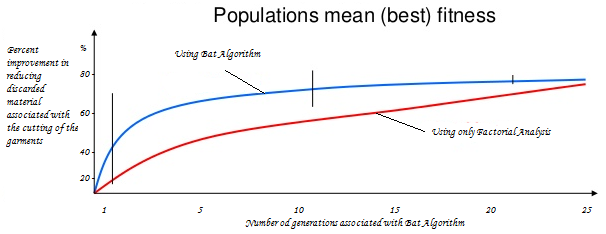 Populations mean (best) fitness
Percent
improvement in
reducing
discarded
material
associated with
the cutting of the
garments
%
80
60
40
20
Using Bat Algorithm
Using only Factorial Analysis
1 5 10 15 20 25
Number od generations associated with Bat Algorithm